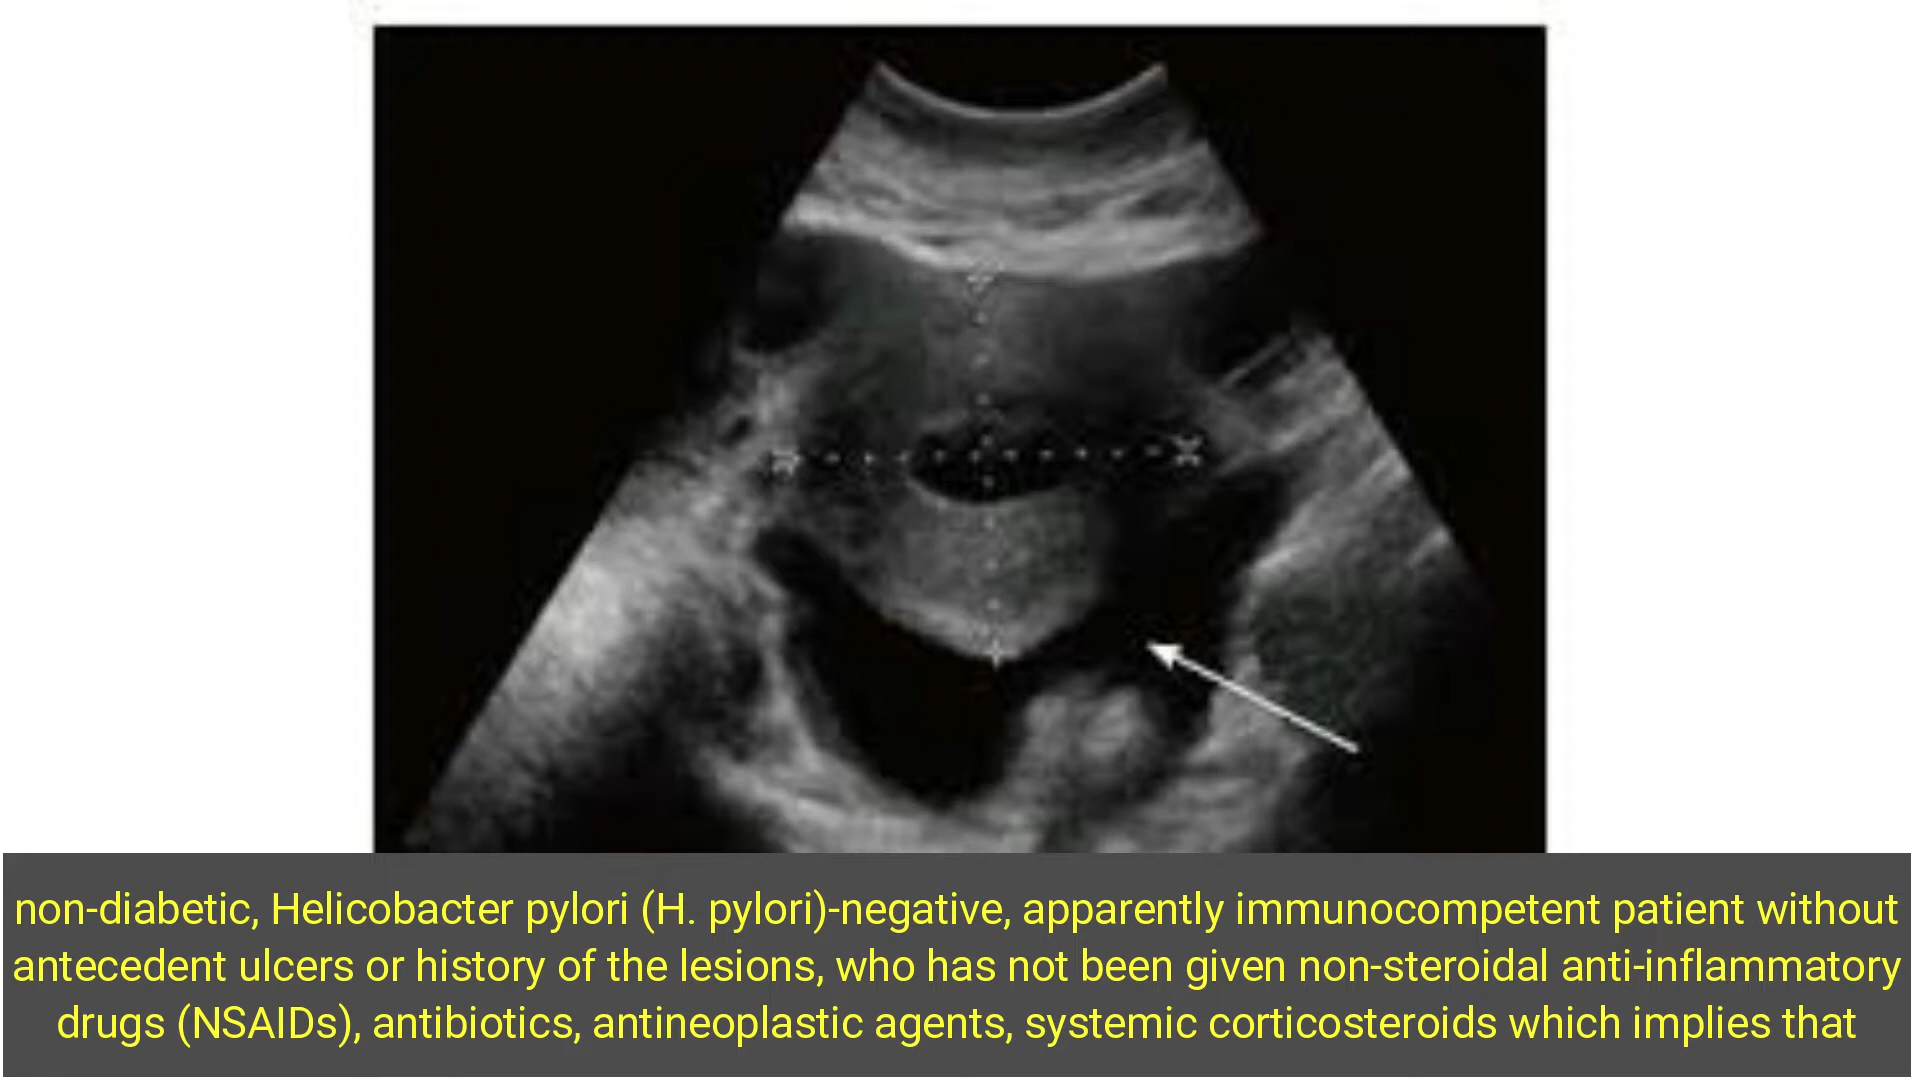 non-diabetic, Helicobacter pylori (H. pylori)-negative, apparently immunocompetent patient without
antecedent ulcers or history of the lesions, who has not been given non-steroidal anti-inflammatory
drugs (NSAIDs), antibiotics, antineoplastic agents, systemic corticosteroids which implies that